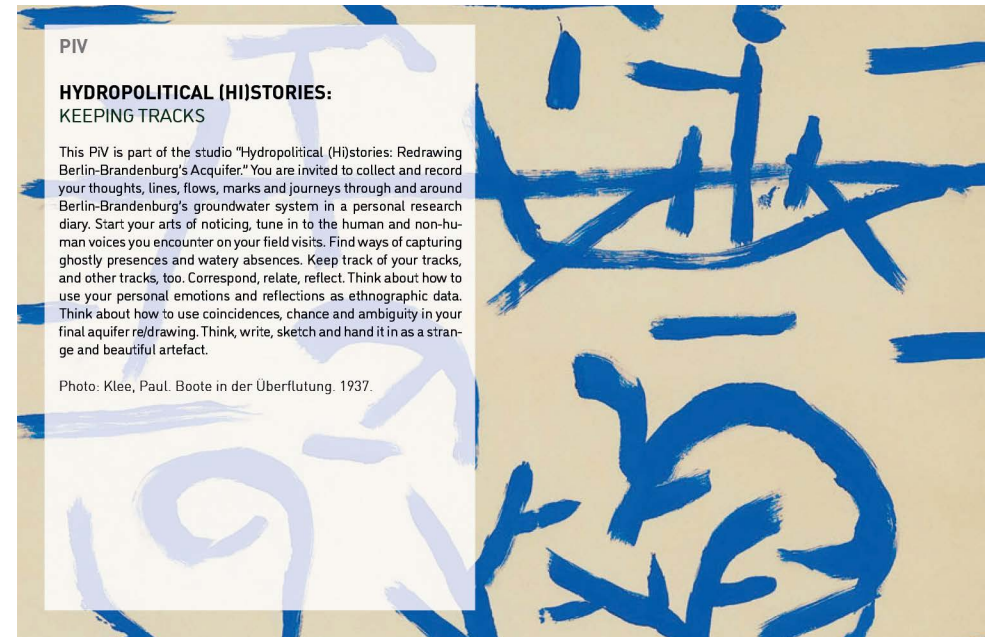 PIV
HYDROPOLITICAL (HI)STORIES:
KEEPING TRACKS
This PiV is part of the studio "Hydropolitical (Hi)stories: Redrawing
Berlin-Brandenburg's Acquifer." You are invited to collect and record
your thoughts, lines, flows, marks and journeys through and around
Berlin-Brandenburg's groundwater system in a personal research
diary. Start your arts of noticing, tune in to the human and non-hu-
man voices you encounter on your field visits. Find ways of capturing
ghostly presences and watery absences. Keep track of your tracks,
and other tracks, too. Correspond, relate, reflect. Think about how to
use your personal emotions and reflections as ethnographic data.
Think about how to use coincidences, chance and ambiguity in your
final aquifer re/drawing. Think, write, sketch and hand it in as a stran-
ge and beautiful artefact.
Photo: Klee, Paul. Boote in der Überflutung. 1937.